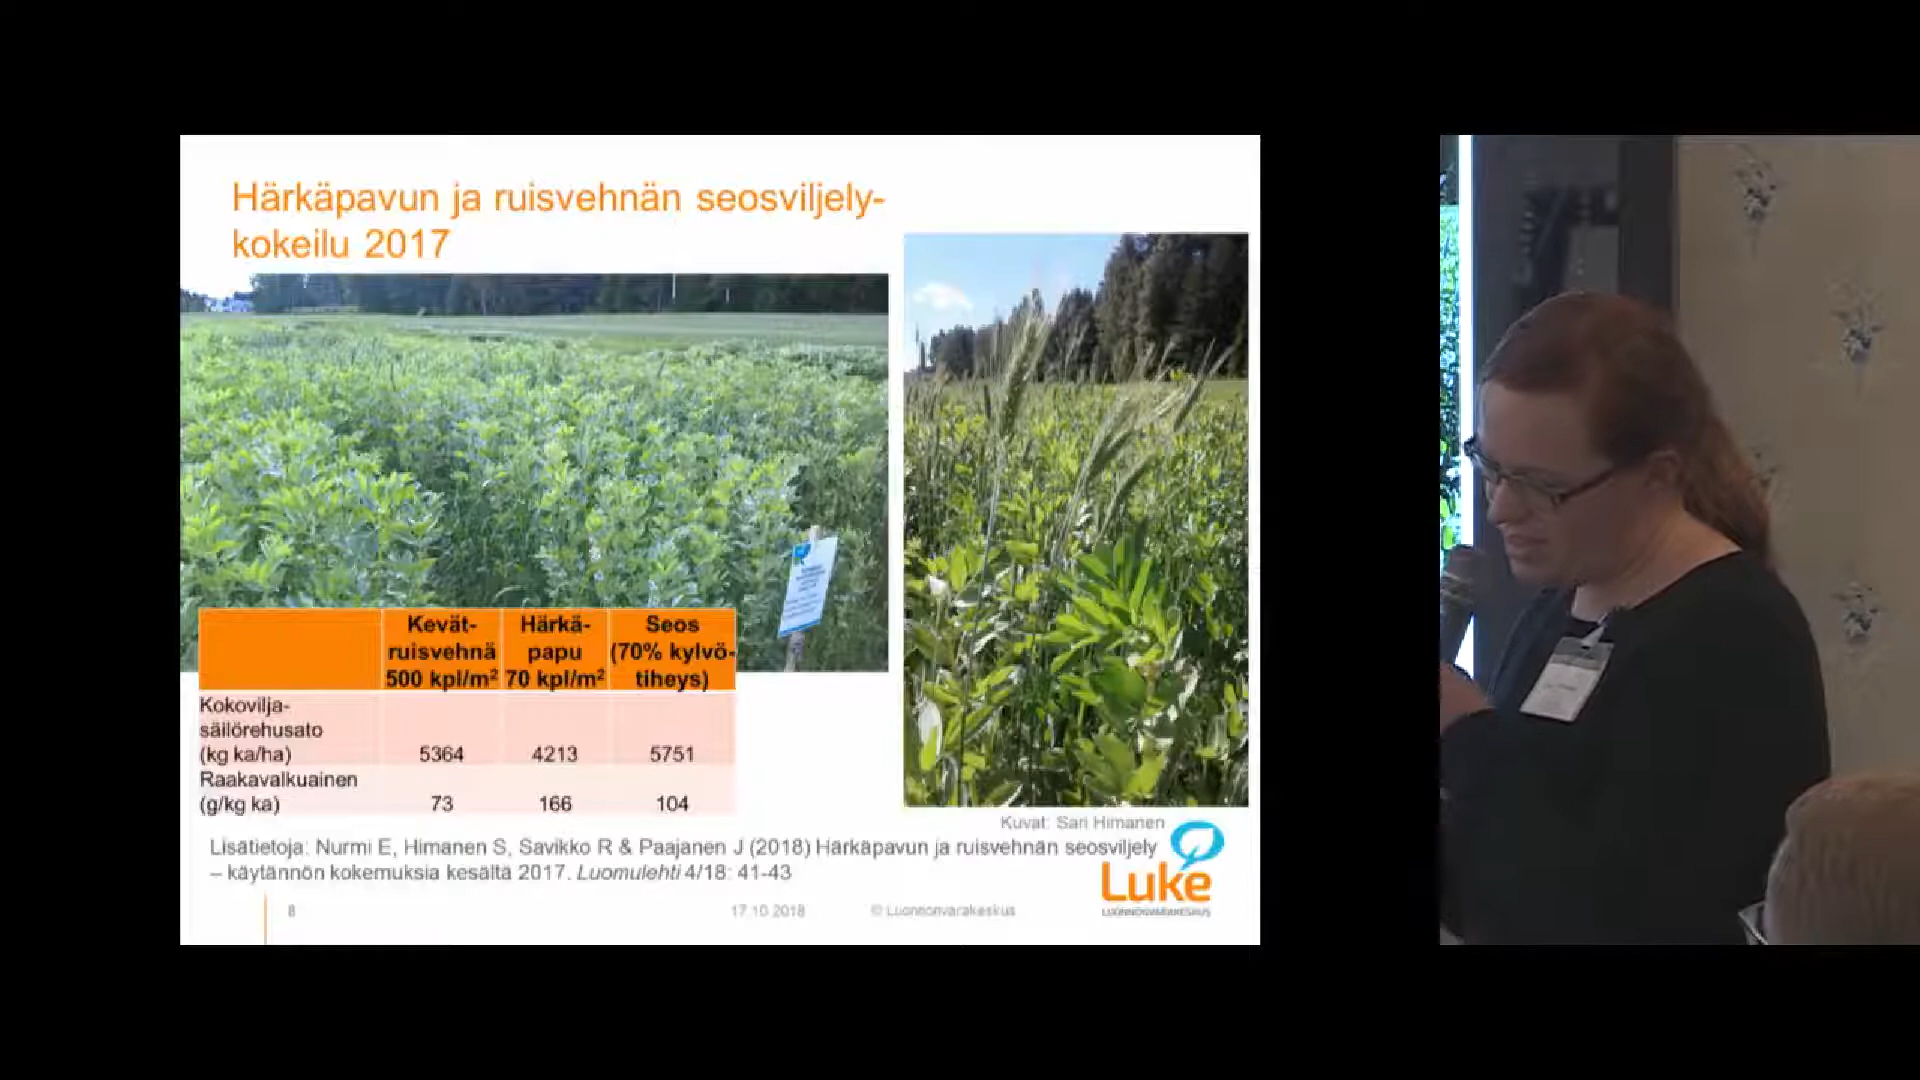 Härkäpavun ja ruisvehnän seosviljely-
kokeilu 2017
Kevät-
ruisvehnä
500 kpl/m²
Härkä-
papu
70 kpl/m²
Seos
(70% kylvö-
tiheys)
Kokovilja-
säilörehusato
(kg ka/ha) 5364 4213 5751
Raakavalkuainen
(g/kg ka) 73 166 104
Kuvat: Sari Himanen
Lisätietoja: Nurmi E, Himanen S, Savikko R & Paajanen J (2018) Härkäpavun ja ruisvehnän seosviljely
– käytännön kokemuksia kesältä 2017. Luomulehti 4/18: 41-43
Luke
LUONNONVARAKESKUS
8 17.10.2018 © Luonnonvarakeskus